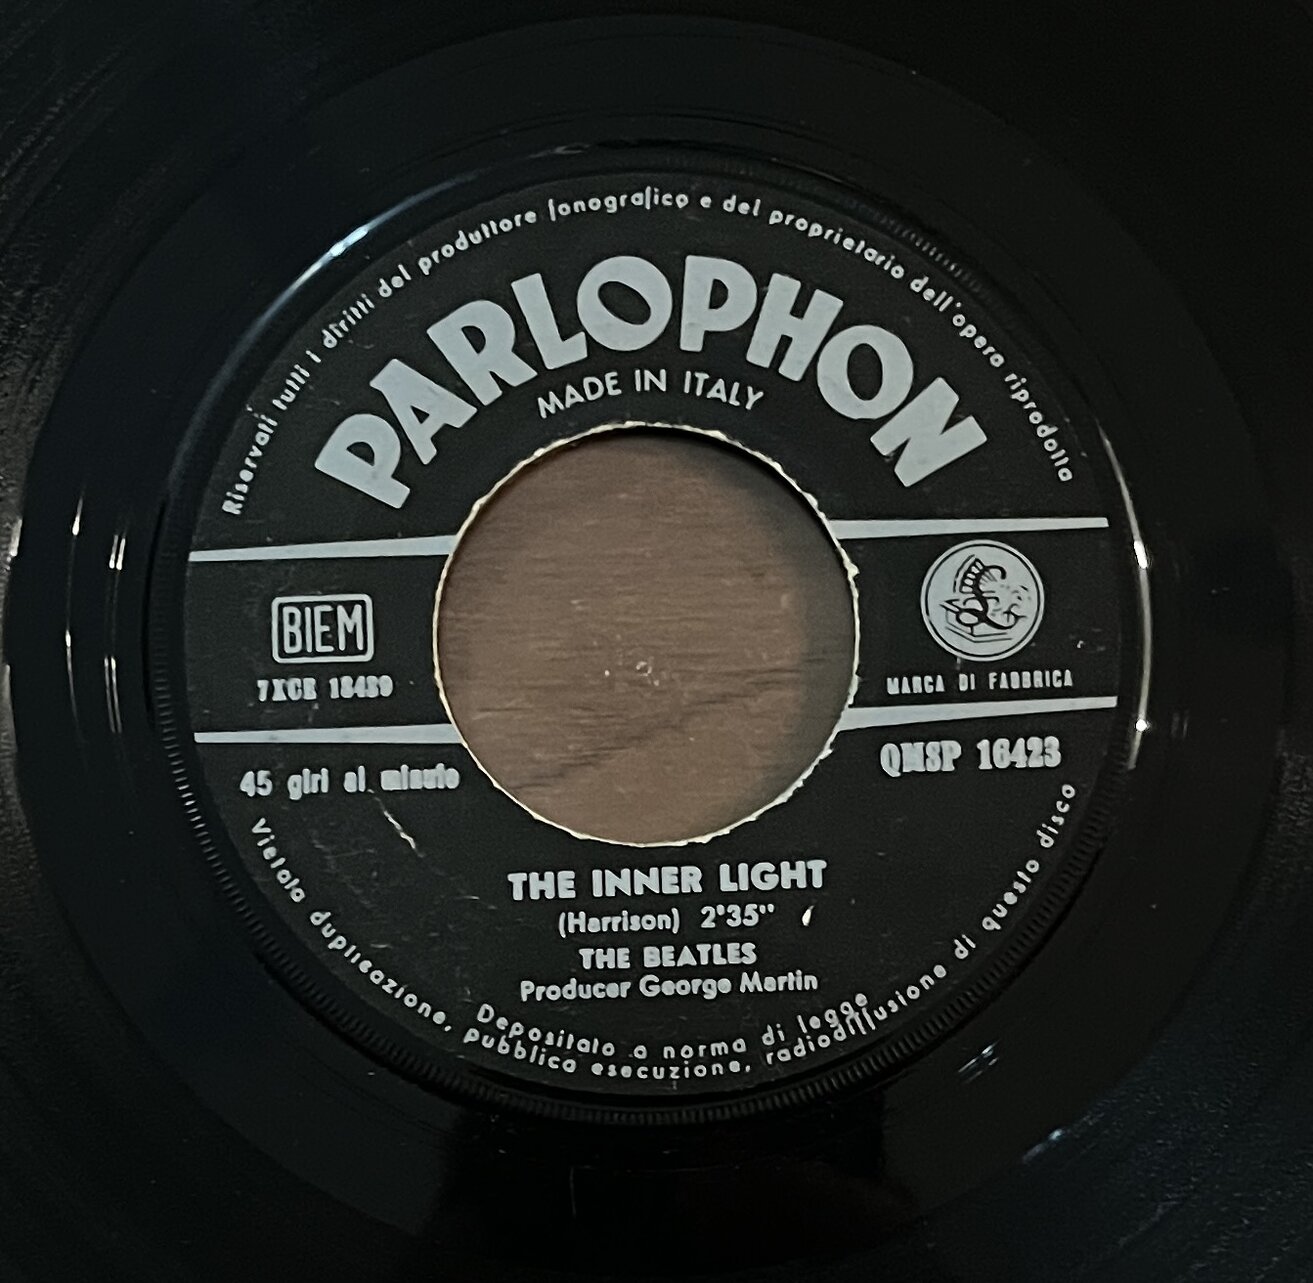 Riservati tutti i diritti del produttore fonografico e del proprietario dell'opera riprodotta
PARLOPHON
MADE IN ITALY
BIEM
7XCE 18439
MARCA DI FABBRICA
45 giri al minuto
QMSP 16423
THE INNER LIGHT
(Harrison) 2'35"
THE BEATLES
Producer George Martin
Depositato a norma di legge
Vietata duplicazione, pubblica esecuzione, radiodiffusione di questo disco